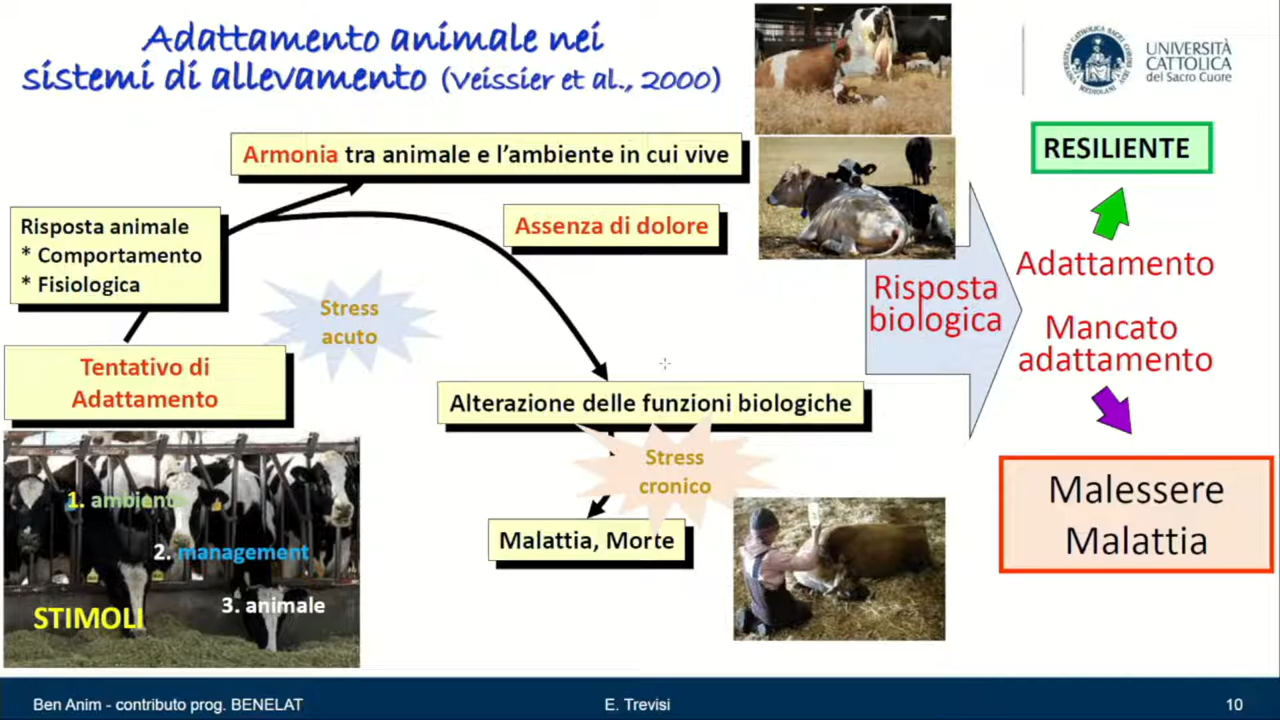 Adattamento animale nei
sistemi di allevamento (Veissier et al., 2000)
UNIVERSITÀ
CATTOLICA
del Sacro Cuore
Armonia tra animale e l'ambiente in cui vive
RESILIENTE
Risposta animale
* Comportamento
* Fisiologica
Assenza di dolore
Stress
acuto
Risposta
biologica
Adattamento
Mancato
adattamento
Tentativo di
Adattamento
Alterazione delle funzioni biologiche
Stress
cronico
Malattia, Morte
Malessere
Malattia
1. ambiente
2. management
3. animale
STIMOLI
Ben Anim - contributo prog. BENELAT
E. Trevisi
10